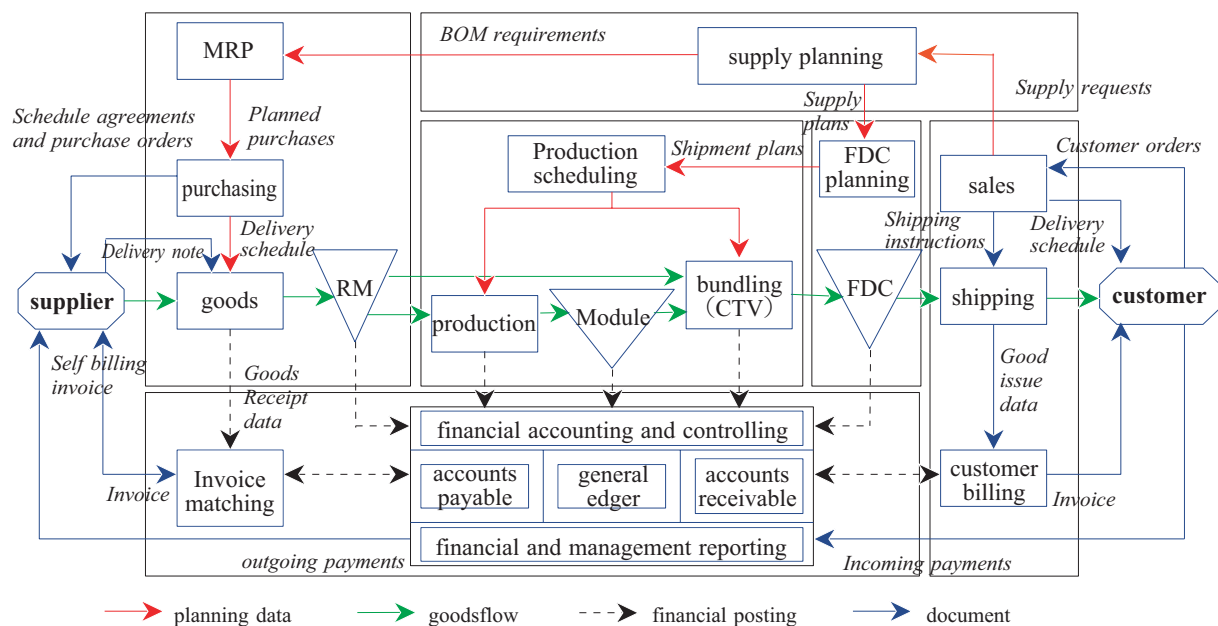 BOM requirements
MRP
supply planning
Supply requests
Schedule agreements
and purchase orders
Planned
purchases
Supply
plans
Production
scheduling
Shipment plans
FDC
planning
Customer orders
purchasing
sales
Delivery note
Delivery
schedule
Shipping
instructions
Delivery
schedule
supplier
goods
RM
production
Module
bundling
(CTV)
FDC
shipping
customer
Self billing
invoice
Goods
Receipt
data
Good
issue
data
financial accounting and controlling
Invoice
matching
Invoice
accounts
payable
general
edger
accounts
receivable
customer
billing
Invoice
financial and management reporting
outgoing payments
Incoming payments
planning data
goodsflow
financial posting
document